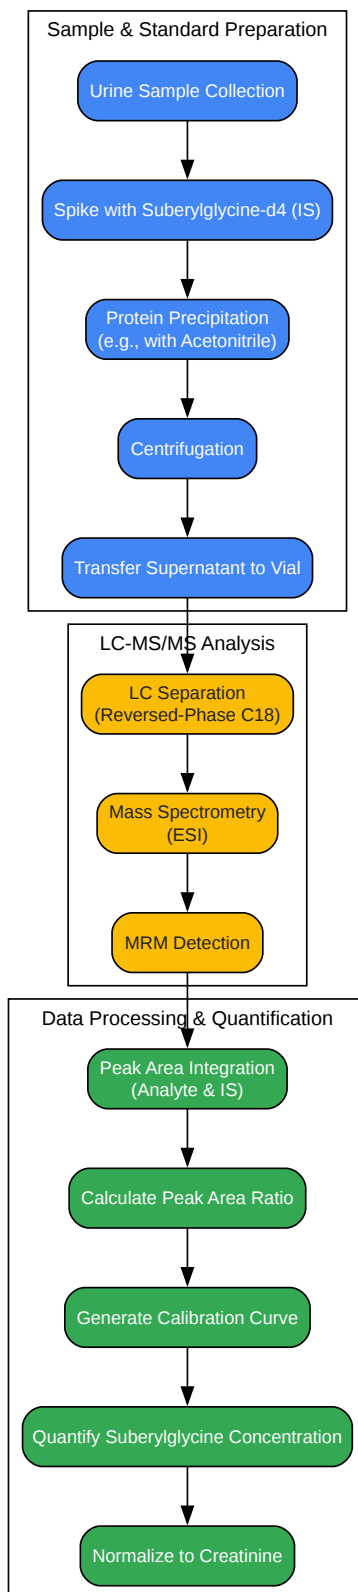 Sample & Standard Preparation
Urine Sample Collection
Spike with Suberylglycine-d4 (IS)
Protein Precipitation
(e.g., with Acetonitrile)
Centrifugation
Transfer Supernatant to Vial
LC-MS/MS Analysis
LC Separation
(Reversed-Phase C18)
Mass Spectrometry
(ESI)
MRM Detection
Data Processing & Quantification
Peak Area Integration
(Analyte & IS)
Calculate Peak Area Ratio
Generate Calibration Curve
Quantify Suberylglycine Concentration
Normalize to Creatinine